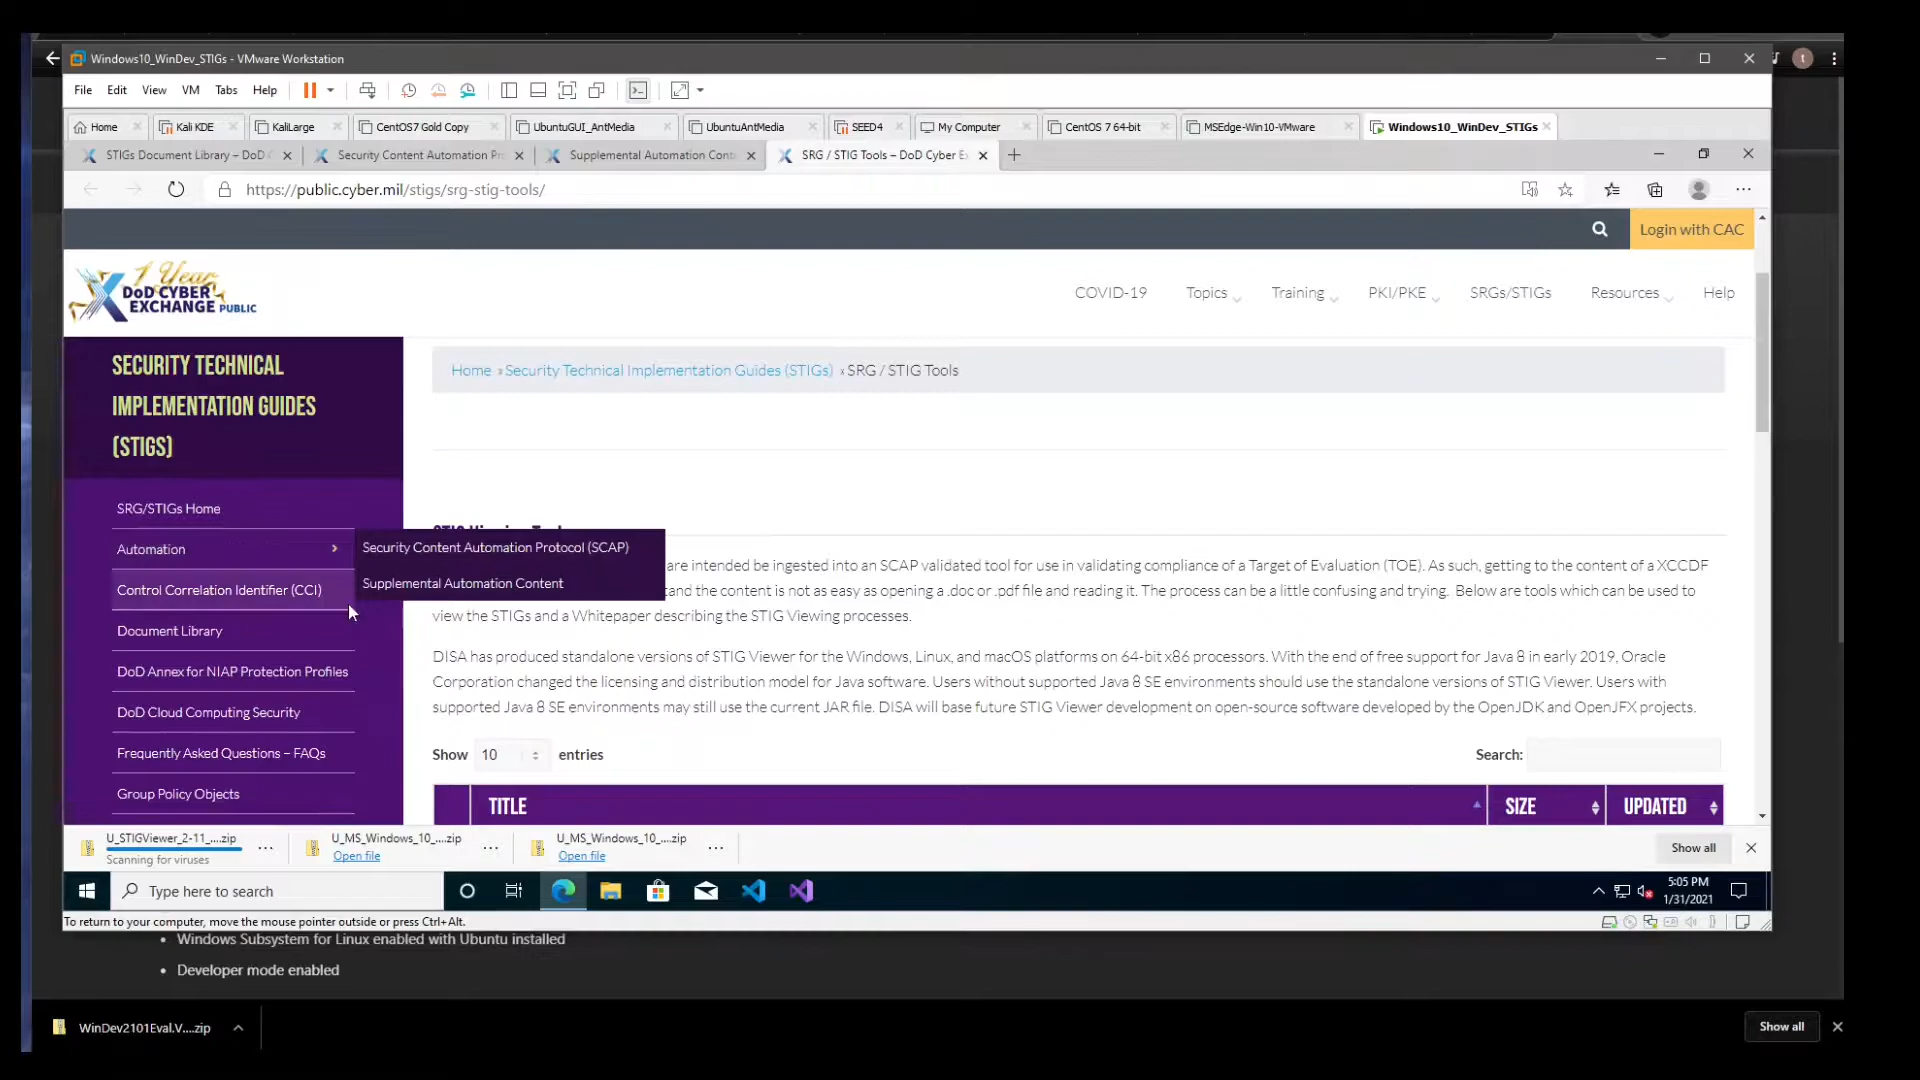 Windows10_WinDev_STIGs - VMware Workstation
t
File Edit View VM Tabs Help
Home Kali KDE KaliLarge CentOS7 Gold Copy UbuntuGUI_AntMedia UbuntuAntMedia SEED4 My Computer CentOS 7 64-bit MSEdge-Win10-VMware Windows10_WinDev_STIGs
STIGs Document Library – DoD Security Content Automation Pr Supplemental Automation Cont SRG / STIG Tools – DoD Cyber E
https://public.cyber.mil/stigs/srg-stig-tools/
Login with CAC
1 Year
DoD CYBER
EXCHANGE PUBLIC
COVID-19 Topics Training PKI/PKE SRGs/STIGs Resources Help
SECURITY TECHNICAL
IMPLEMENTATION GUIDES
(STIGS)
Home » Security Technical Implementation Guides (STIGs) » SRG / STIG Tools
SRG/STIGs Home
Automation
Security Content Automation Protocol (SCAP)
Supplemental Automation Content
Control Correlation Identifier (CCI)
Document Library
DoD Annex for NIAP Protection Profiles
DoD Cloud Computing Security
Frequently Asked Questions – FAQs
Group Policy Objects
are intended be ingested into an SCAP validated tool for use in validating compliance of a Target of Evaluation (TOE). As such, getting to the content of a XCCDF
and the content is not as easy as opening a .doc or .pdf file and reading it. The process can be a little confusing and trying. Below are tools which can be used to
view the STIGs and a Whitepaper describing the STIG Viewing processes.
DISA has produced standalone versions of STIG Viewer for the Windows, Linux, and macOS platforms on 64-bit x86 processors. With the end of free support for Java 8 in early 2019, Oracle
Corporation changed the licensing and distribution model for Java software. Users without supported Java 8 SE environments should use the standalone versions of STIG Viewer. Users with
supported Java 8 SE environments may still use the current JAR file. DISA will base future STIG Viewer development on open-source software developed by the OpenJDK and OpenJFX projects.
Show 10 entries Search:
TITLE SIZE UPDATED
U_STIGViewer_2-11_....zip
Scanning for viruses
U_MS_Windows_10_....zip
Open file
U_MS_Windows_10_....zip
Open file
Show all
Type here to search
5:05 PM
1/31/2021
To return to your computer, move the mouse pointer outside or press Ctrl+Alt.
• Windows Subsystem for Linux enabled with Ubuntu installed
• Developer mode enabled
WinDev2101Eval.V....zip
Show all